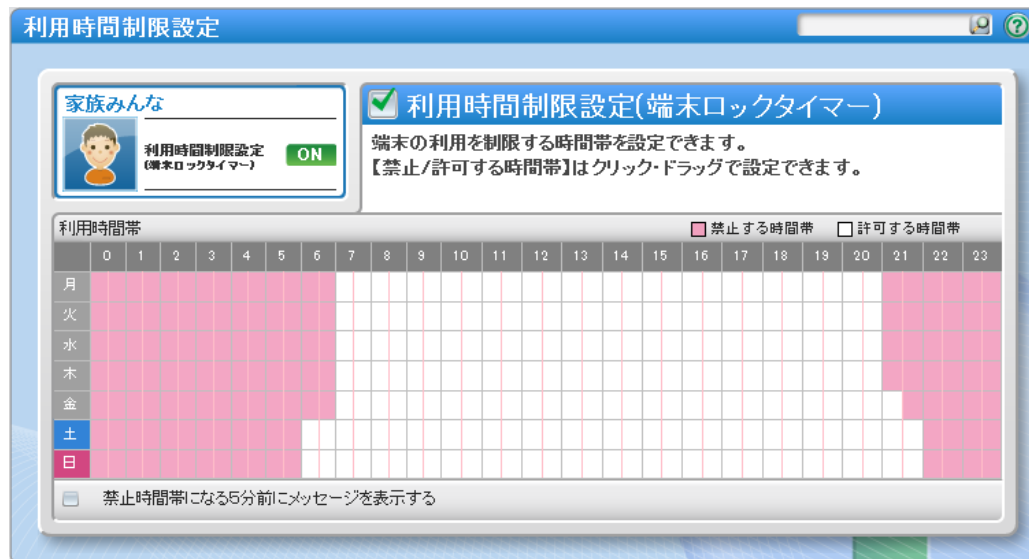 利用時間制限設定
家族みんな
利用時間制限設定
(端末ロックタイマー)
ON
利用時間制限設定(端末ロックタイマー)
端末の利用を制限する時間帯を設定できます。
【禁止/許可する時間帯】はクリック・ドラッグで設定できます。
利用時間帯 禁止する時間帯 許可する時間帯
0 1 2 3 4 5 6 7 8 9 10 11 12 13 14 15 16 17 18 19 20 21 22 23
月
火
水
木
金
土
日
禁止時間帯になる5分前にメッセージを表示する